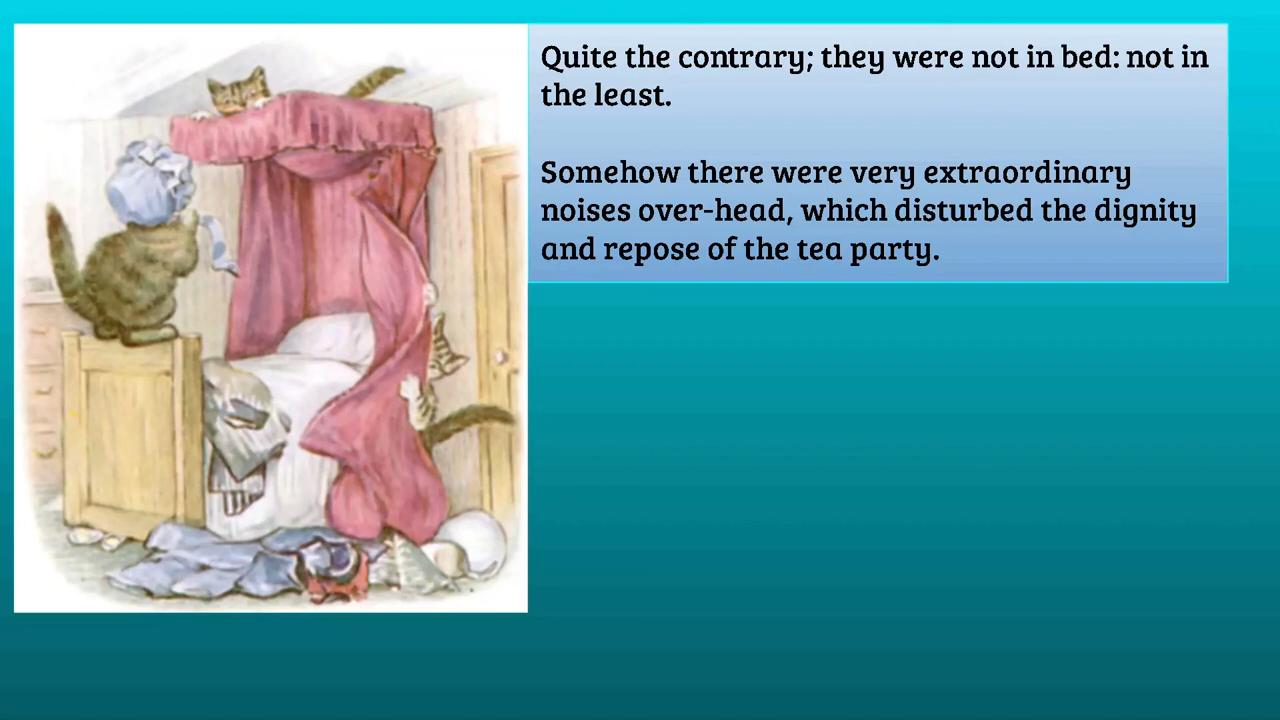 Quite the contrary; they were not in bed: not in
the least.
Somehow there were very extraordinary
noises over-head, which disturbed the dignity
and repose of the tea party.